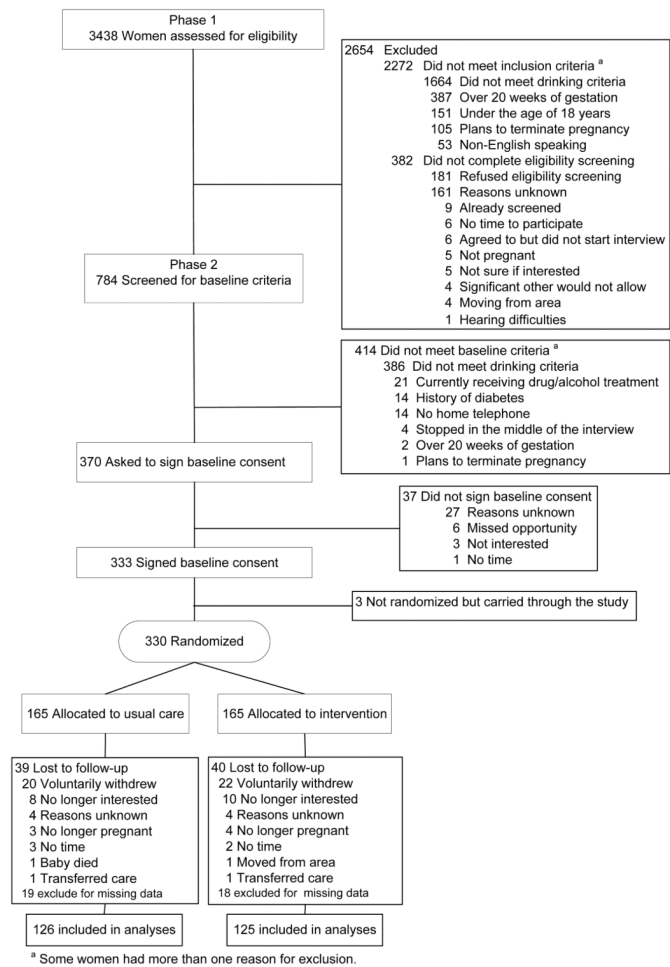 Phase 1
3438 Women assessed for eligibility
2654 Excluded
2272 Did not meet inclusion criteria a
1664 Did not meet drinking criteria
387 Over 20 weeks of gestation
151 Under the age of 18 years
105 Plans to terminate pregnancy
53 Non-English speaking
382 Did not complete eligibility screening
181 Refused eligibility screening
161 Reasons unknown
9 Already screened
6 No time to participate
6 Agreed to but did not start interview
5 Not pregnant
5 Not sure if interested
4 Significant other would not allow
4 Moving from area
1 Hearing difficulties
Phase 2
784 Screened for baseline criteria
414 Did not meet baseline criteria a
386 Did not meet drinking criteria
21 Currently receiving drug/alcohol treatment
14 History of diabetes
14 No home telephone
4 Stopped in the middle of the interview
2 Over 20 weeks of gestation
1 Plans to terminate pregnancy
370 Asked to sign baseline consent
37 Did not sign baseline consent
27 Reasons unknown
6 Missed opportunity
3 Not interested
1 No time
333 Signed baseline consent
3 Not randomized but carried through the study
330 Randomized
165 Allocated to usual care
165 Allocated to intervention
39 Lost to follow-up
20 Voluntarily withdrew
8 No longer interested
4 Reasons unknown
3 No longer pregnant
3 No time
1 Baby died
1 Transferred care
19 exclude for missing data
40 Lost to follow-up
22 Voluntarily withdrew
10 No longer interested
4 Reasons unknown
4 No longer pregnant
2 No time
1 Moved from area
1 Transferred care
18 excluded for missing data
126 included in analyses
125 included in analyses
a Some women had more than one reason for exclusion.